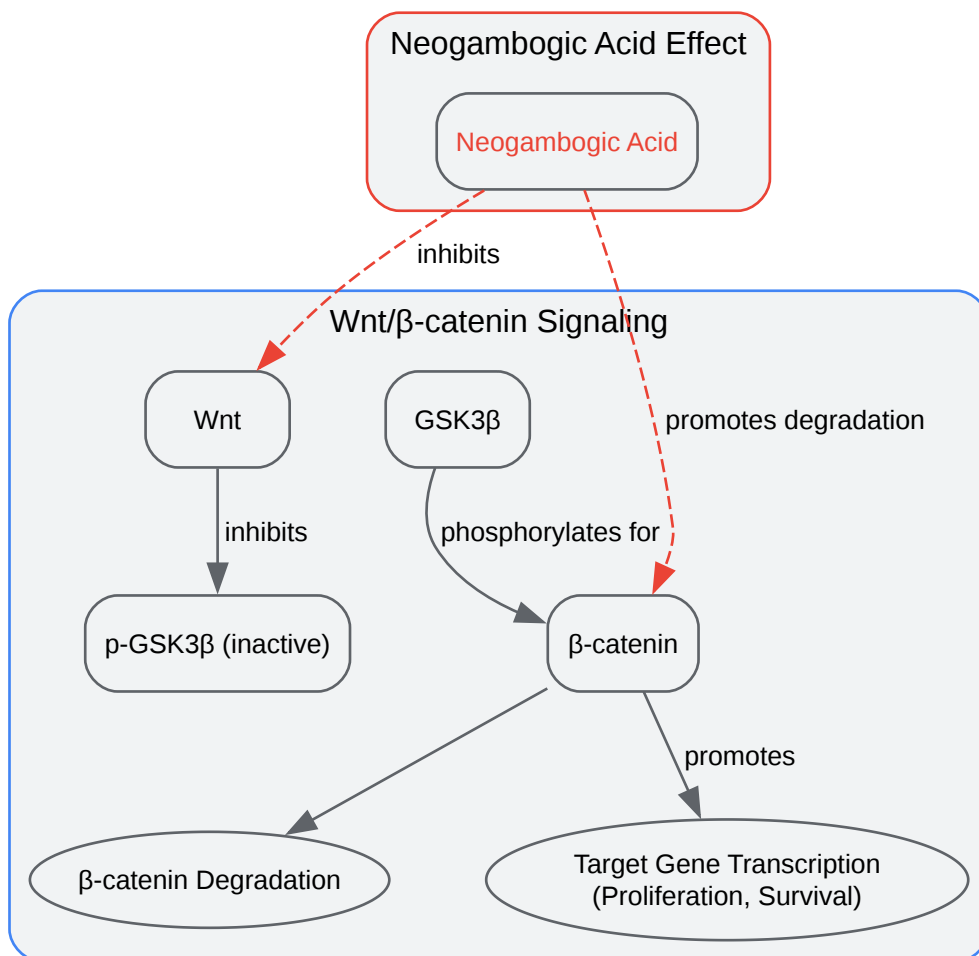 Neogambogic Acid Effect
Neogambogic Acid
inhibits
Wnt/β-catenin Signaling
Wnt
GSK3β
promotes degradation
inhibits
phosphorylates for
p-GSK3β (inactive)
β-catenin
promotes
β-catenin Degradation
Target Gene Transcription
(Proliferation, Survival)